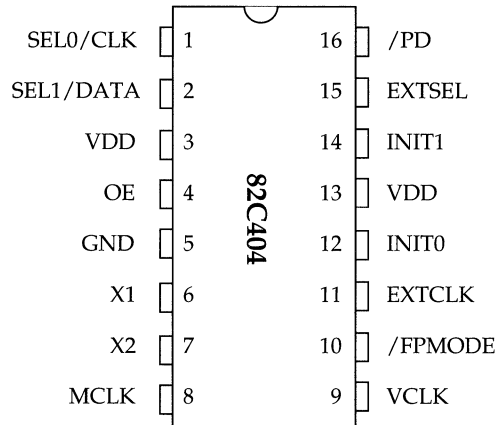 SEL0/CLK 1 16 /PD
SEL1/DATA 2 15 EXTSEL
VDD 3 14 INIT1
OE 4 13 VDD
82C404
GND 5 12 INIT0
X1 6 11 EXTCLK
X2 7 10 /FPMODE
MCLK 8 9 VCLK